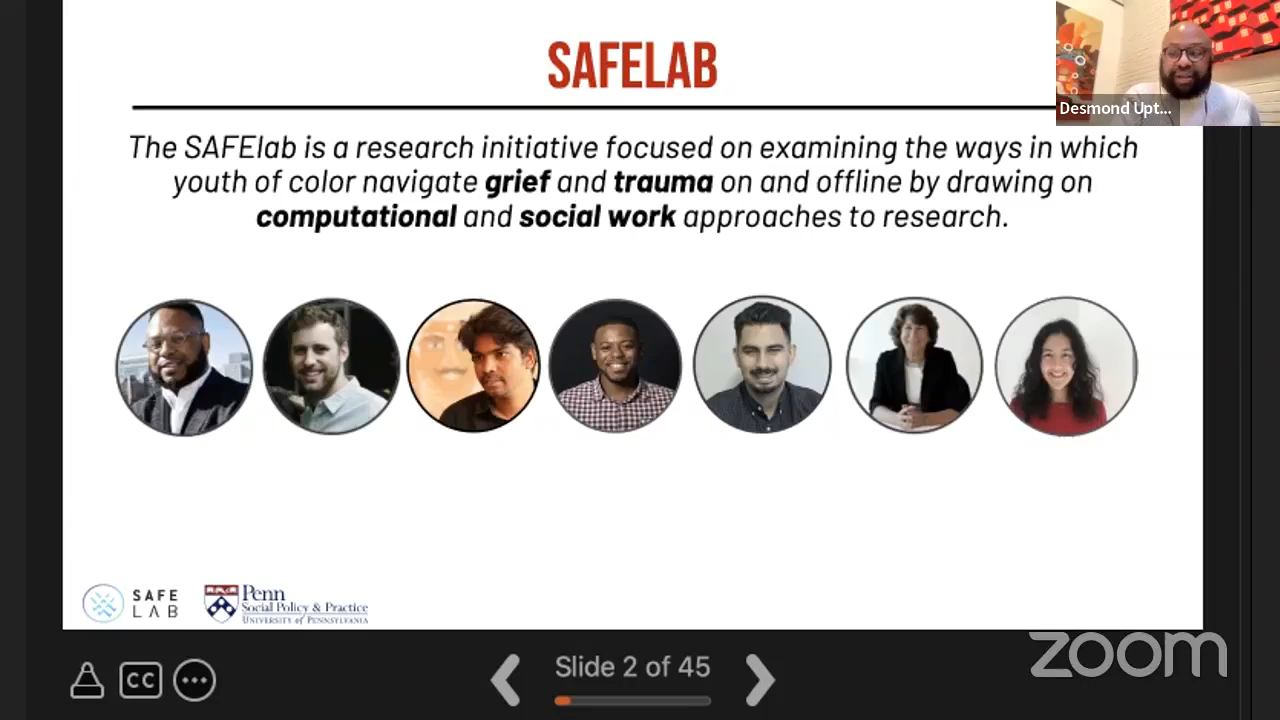 SAFELAB
Desmond Upt...
The SAFElab is a research initiative focused on examining the ways in which
youth of color navigate grief and trauma on and offline by drawing on
computational and social work approaches to research.
SAFE
LAB
Penn
Social Policy & Practice
UNIVERSITY of PENNSYLVANIA
CC
Slide 2 of 45
zoom